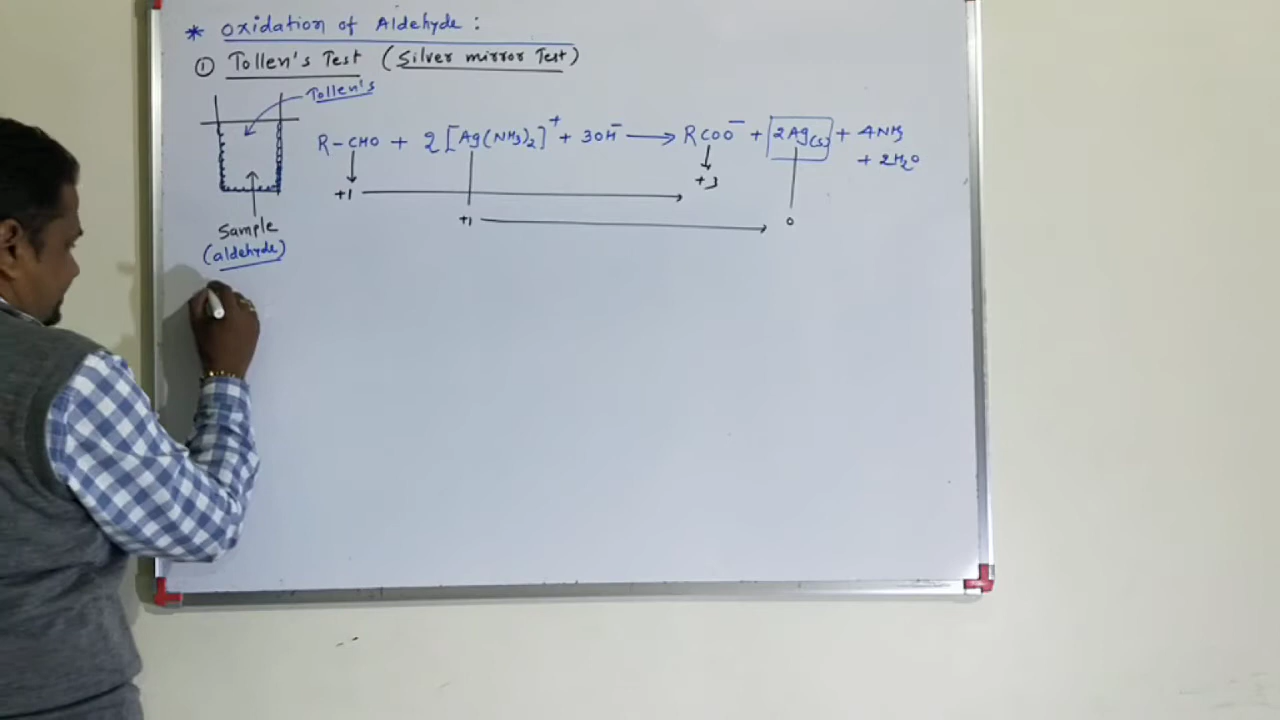 * Oxidation of Aldehyde :
① Tollen's Test (Silver mirror Test)
Tollen's
R-CHO + 2[Ag(NH3)2]⁺ + 3OH⁻ ⟶ RCOO⁻ + 2Ag(s) + 4NH3
+ 2H2O
+1
+3
+1
0
Sample
(aldehyde)